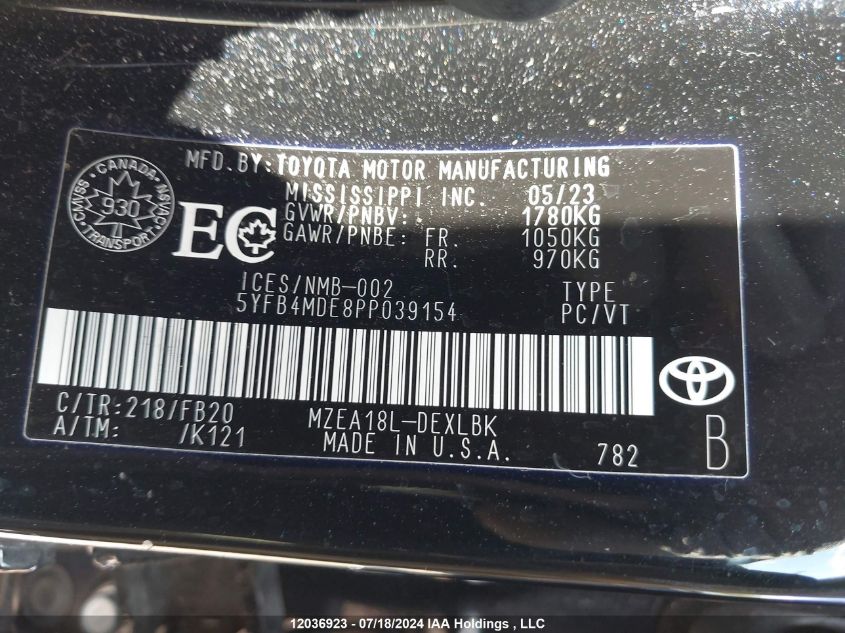 MFD.BY:TOYOTA MOTOR MANUFACTURING
MISSISSIPPI INC. 05/23
GVWR/PNBV: 1780KG
GAWR/PNBE: FR. 1050KG
RR. 970KG
CANADA
CMVSS NSVAC
930
TRANSPORT
EC
ICES/NMB-002 TYPE
5YFB4MDE8PP039154 PC/VT
C/TR:218/FB20 MZEA18L-DEXLBK
A/TM: /K121 MADE IN U.S.A. 782 B
12036923 - 07/18/2024 IAA Holdings , LLC